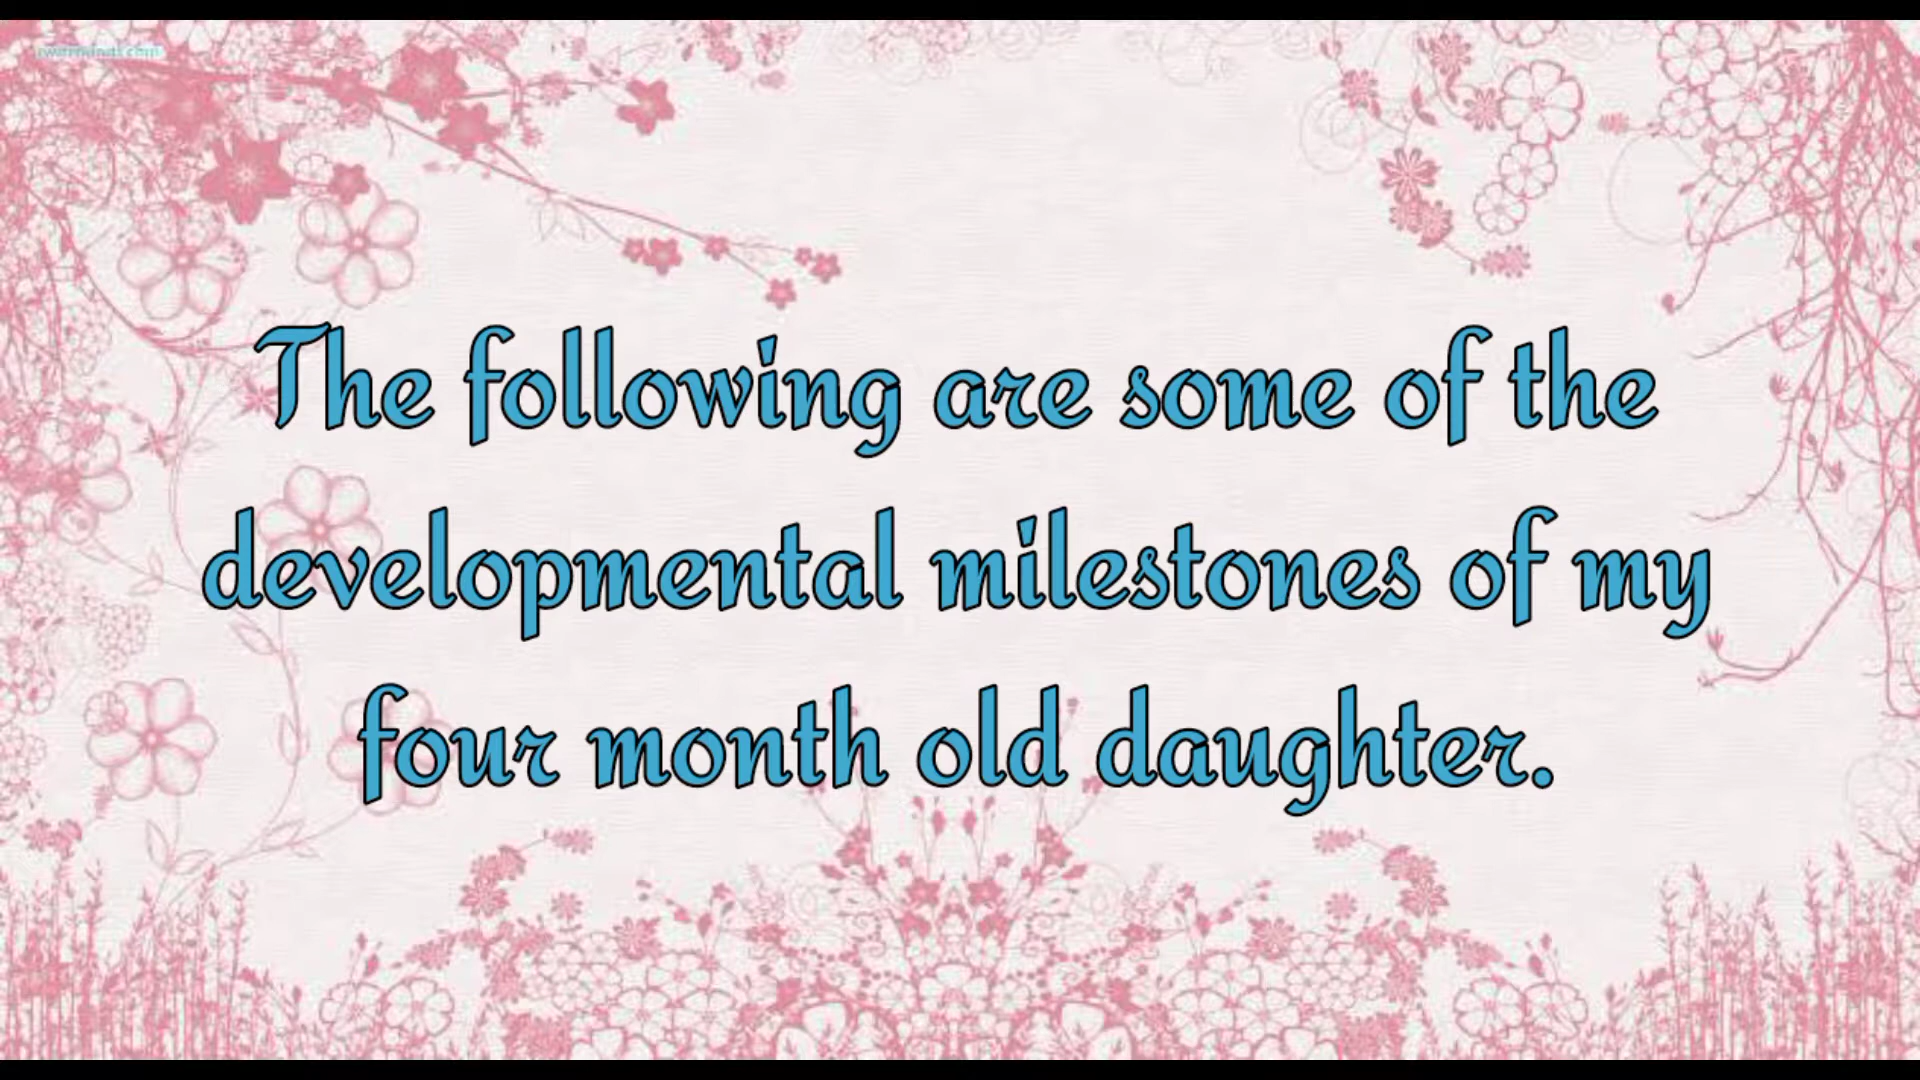 The following are some of the
developmental milestones of my
four month old daughter.